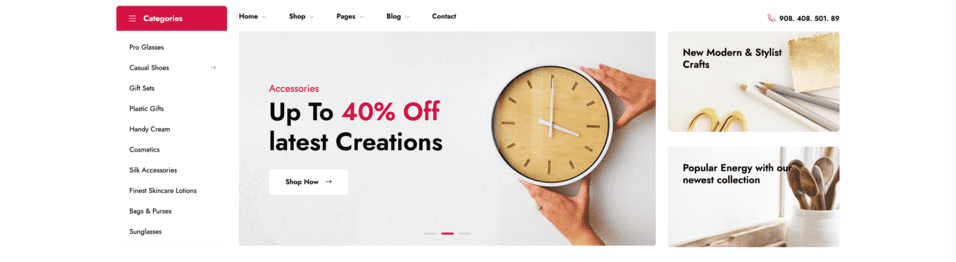 Categories
Home
Shop
Pages
Blog
Contact
908. 408. 501. 89
Pro Glasses
Casual Shoes
Gift Sets
Plastic Gifts
Handy Cream
Cosmetics
Silk Accessories
Finest Skincare Lotions
Bags & Purses
Sunglasses
Accessories
Up To 40% Off
latest Creations
Shop Now
New Modern & Stylist
Crafts
Popular Energy with our
newest collection